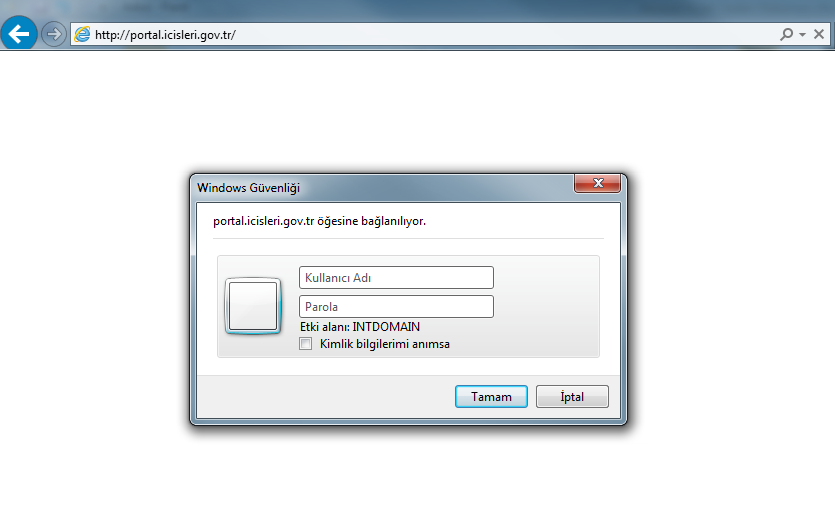 http://portal.icisleri.gov.tr/
Windows Güvenliği
portal.icisleri.gov.tr öğesine bağlanılıyor.
Kullanıcı Adı
Parola
Etki alanı: INTDOMAIN
Kimlik bilgilerimi anımsa
Tamam
İptal